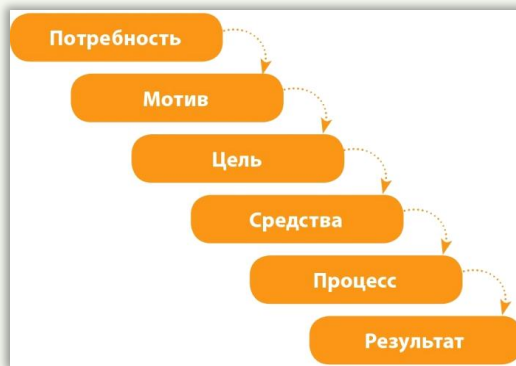 Потребность
Мотив
Цель
Средства
Процесс
Результат